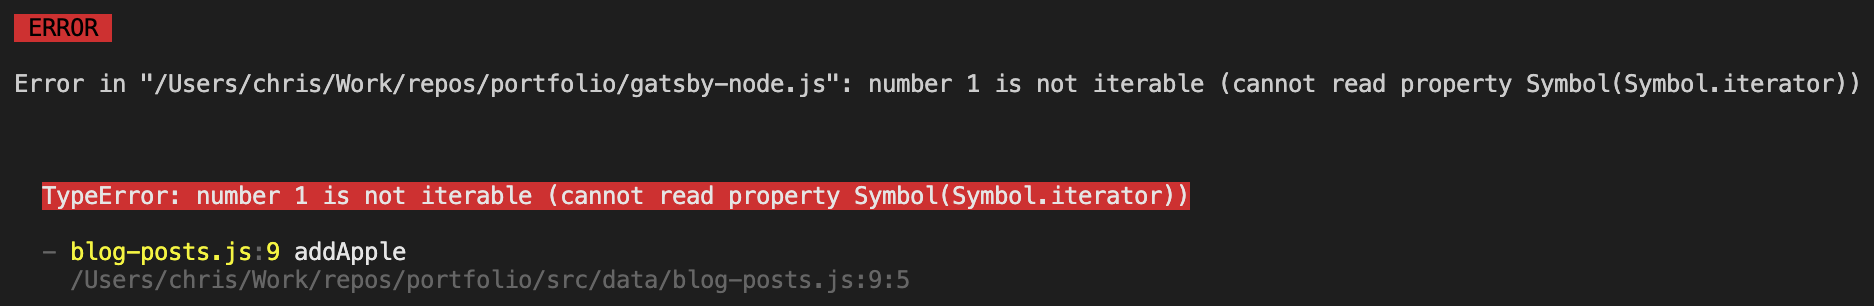 ERROR
Error in "/Users/chris/Work/repos/portfolio/gatsby-node.js": number 1 is not iterable (cannot read property Symbol(Symbol.iterator))
TypeError: number 1 is not iterable (cannot read property Symbol(Symbol.iterator))
- blog-posts.js:9 addApple
/Users/chris/Work/repos/portfolio/src/data/blog-posts.js:9:5